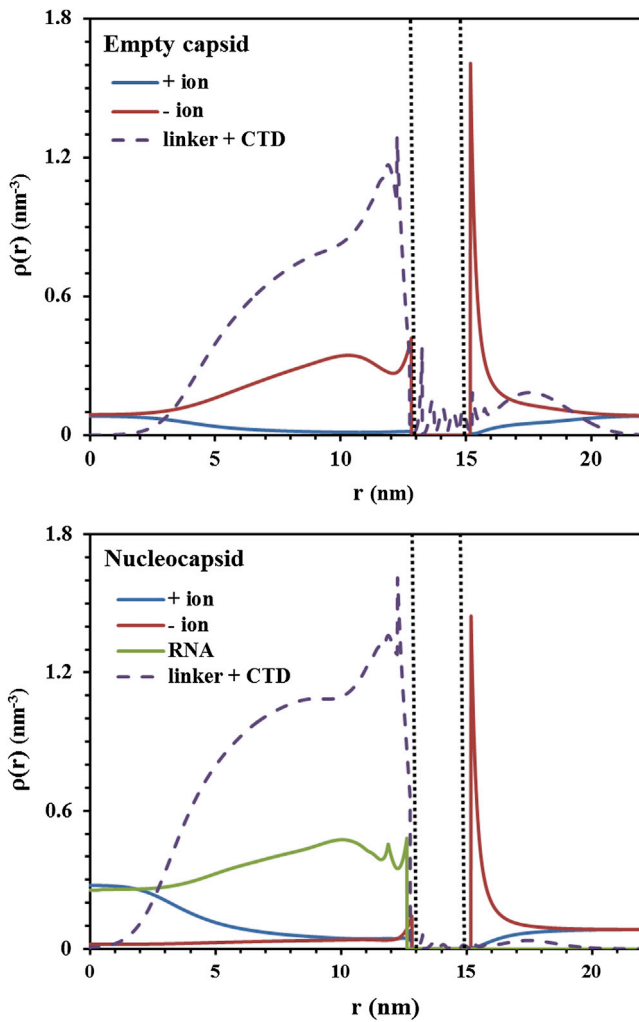 1.8
Empty capsid
+ ion
- ion
linker + CTD
1.2
ρ(r) (nm⁻³)
0.6
0
0 5 10 15 20
r (nm)
1.8
Nucleocapsid
+ ion
- ion
RNA
linker + CTD
1.2
ρ(r) (nm⁻³)
0.6
0
0 5 10 15 20
r (nm)